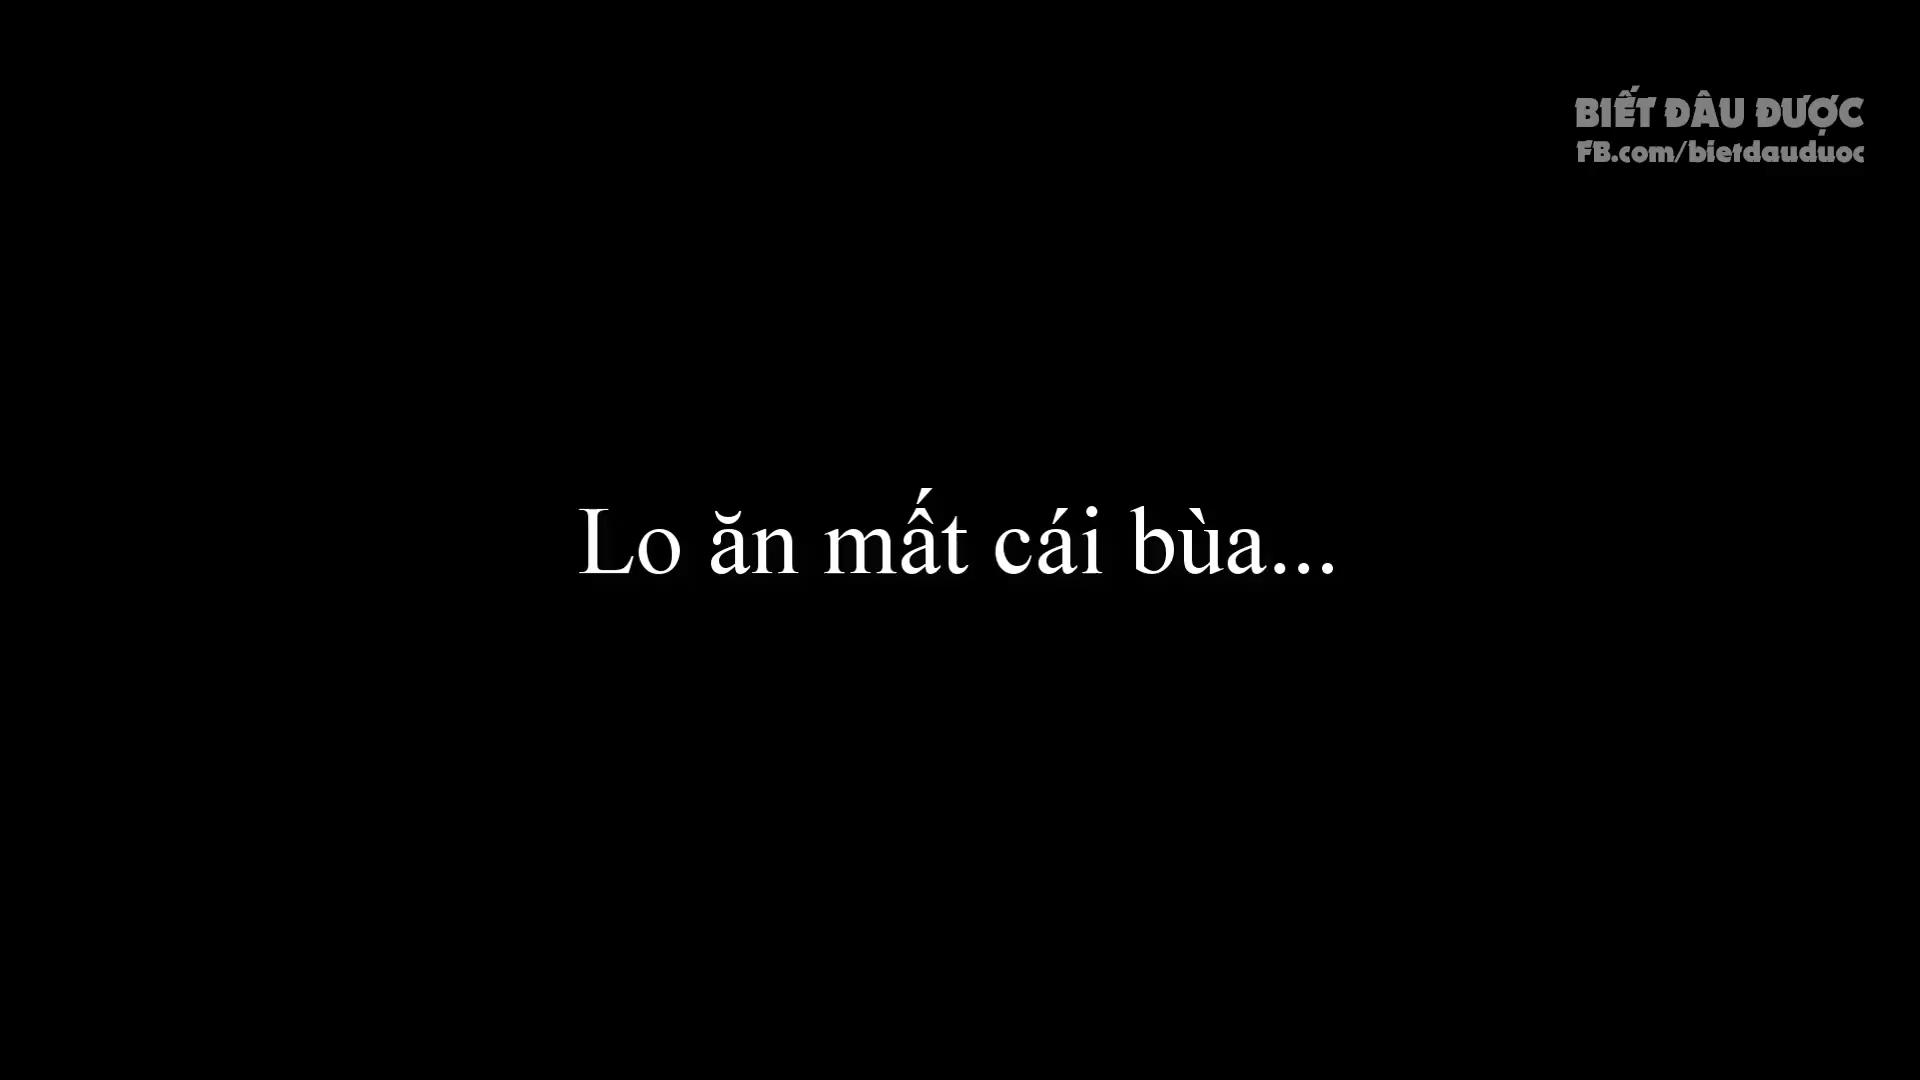 BIẾT ĐÂU ĐƯỢC
FB.com/bietdauduoc
Lo ăn mất cái bùa...